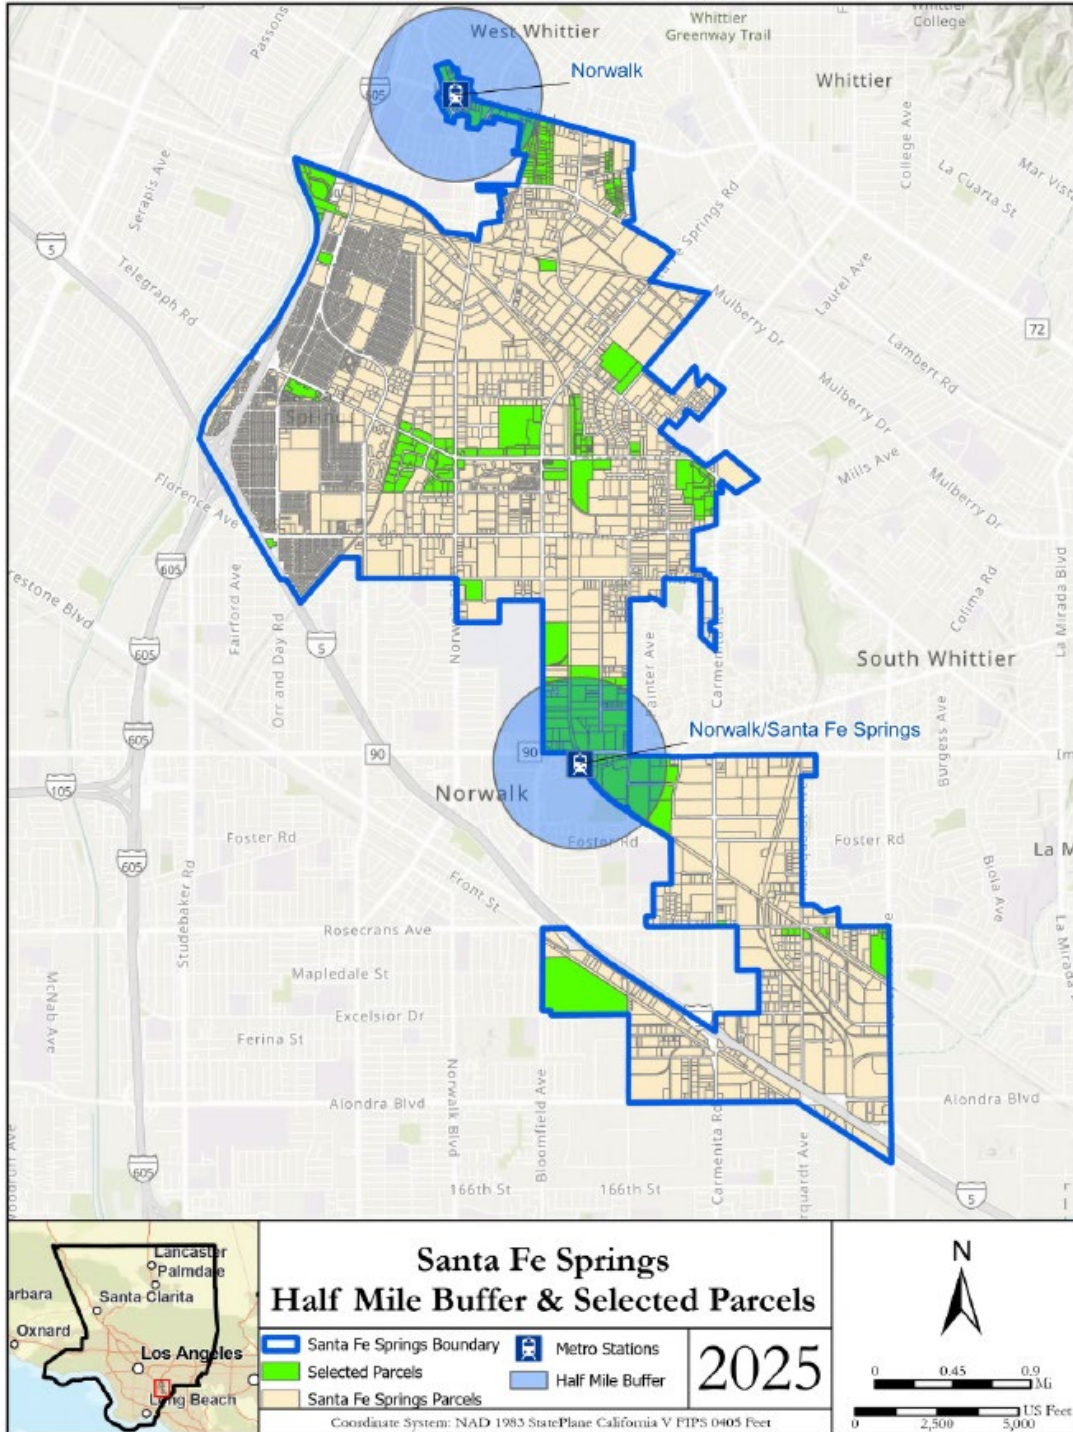 West Whittier
Whittier
Greenway Trail
Whittier
College
Passons
Norwalk
605
Whittier
College Ave
Serapis Ave
La Cuarta St
Mar Vista
5
Telegraph Rd
Springs Rd
Laurel Ave
Mulberry Dr
72
Lambert Rd
Mulberry Dr
Mills Ave
Mulberry Dr
Florence Ave
605
restone Blvd
Fairford Ave
Orr and Day Rd
Norw
Painter Ave
Carmenita Rd
Colima Rd
La Mirada Blvd
605
5
South Whittier
Burgess Ave
Norwalk/Santa Fe Springs
605
90
90
105
Norwalk
Foster Rd
Foster Rd
Foster Rd
La M
605
Studebaker Rd
Front St
Biola Ave
Rosecrans Ave
La Mirada
Mapledale St
McNab Ave
Excelsior Dr
Ferina St
Norwalk Blvd
Bloomfield Ave
Alondra Blvd
Alondra Blvd
Carmenita Rd
rquardt Ave
605
166th St
166th St
5
Lancaster
Palmdale
arbara
Santa Clarita
Oxnard
Los Angeles
Long Beach
Santa Fe Springs
Half Mile Buffer & Selected Parcels
Santa Fe Springs Boundary
Metro Stations
Selected Parcels
Half Mile Buffer
Santa Fe Springs Parcels
2025
Coordinate System: NAD 1983 StatePlane California V FIPS 0405 Feet
N
0 0.45 0.9
Mi
US Feet
0 2,500 5,000